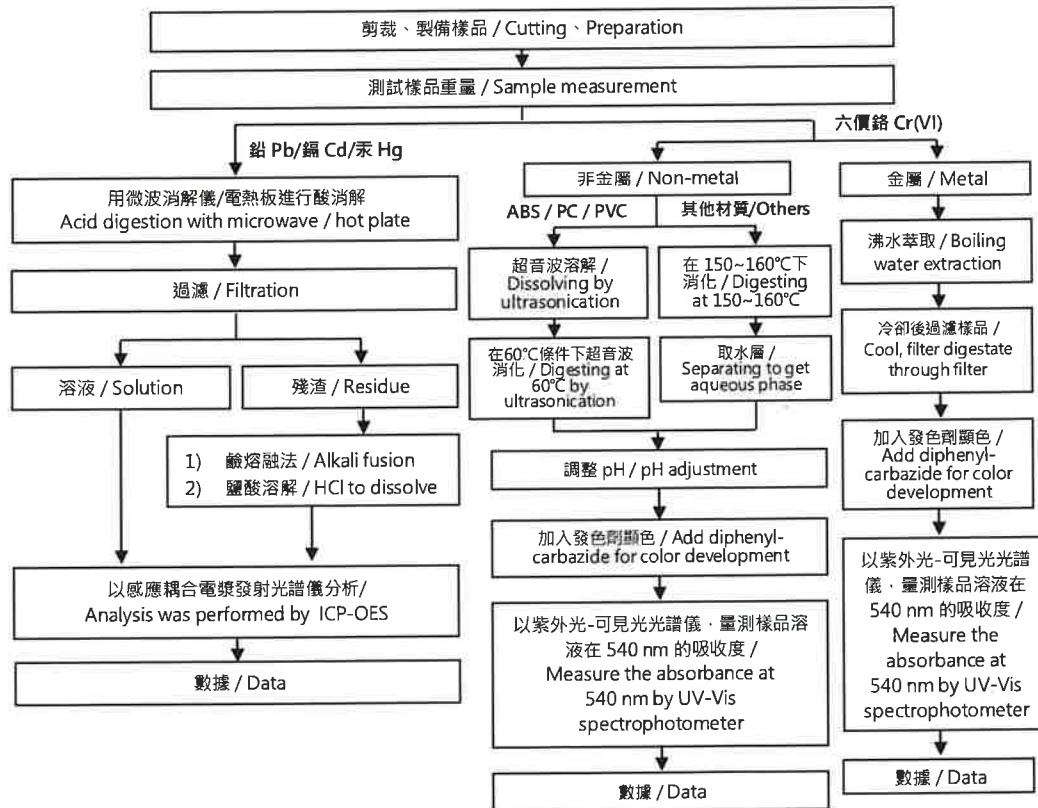 剪裁、製備樣品 / Cutting、Preparation
測試樣品重量 / Sample measurement
六價鉻 Cr(VI)
鉛 Pb/鎘 Cd/汞 Hg
用微波消解儀/電熱板進行酸消解
Acid digestion with microwave / hot plate
過濾 / Filtration
溶液 / Solution
殘渣 / Residue
1) 鹼熔融法 / Alkali fusion
2) 鹽酸溶解 / HCl to dissolve
以感應耦合電漿發射光譜儀分析/
Analysis was performed by ICP-OES
數據 / Data
非金屬 / Non-metal
ABS / PC / PVC
其他材質/Others
超音波溶解 /
Dissolving by
ultrasonication
在60℃條件下超音波
消化 / Digesting at
60℃ by
ultrasonication
在 150~160℃下
消化 / Digesting
at 150~160℃
取水層 /
Separating to get
aqueous phase
調整 pH / pH adjustment
加入發色劑顯色 / Add diphenyl-
carbazide for color development
以紫外光-可見光光譜儀，量測樣品溶
液在 540 nm 的吸收度 /
Measure the absorbance at
540 nm by UV-Vis
spectrophotometer
數據 / Data
金屬 / Metal
沸水萃取 / Boiling
water extraction
冷卻後過濾樣品 /
Cool, filter digestate
through filter
加入發色劑顯色 /
Add diphenyl-
carbazide for color
development
以紫外光-可見光光譜
儀，量測樣品溶液在
540 nm 的吸收度 /
Measure the
absorbance at
540 nm by UV-Vis
spectrophotometer
數據 / Data